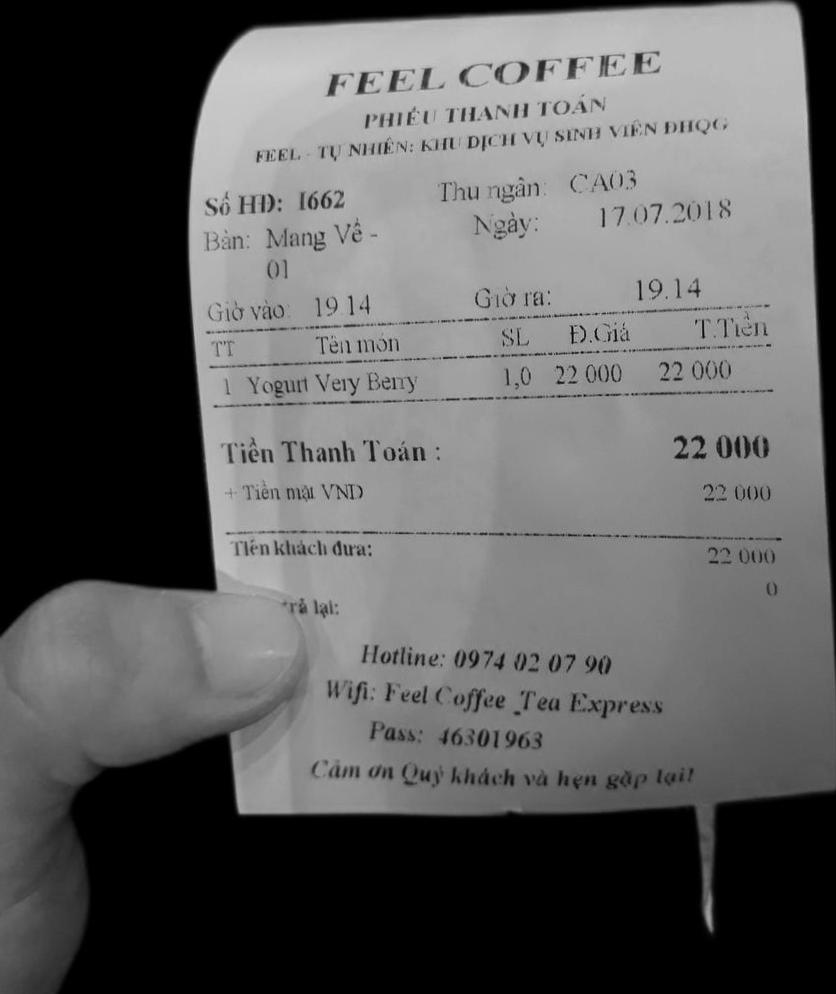 FEEL COFFEE
PHIẾU THANH TOÁN
FEEL - TỰ NHIÊN: KHU DỊCH VỤ SINH VIÊN ĐHQG
Số HĐ: 1662 Thu ngân: CA03
Bàn: Mang Về - 01 Ngày: 17.07.2018
Giờ vào: 19.14 Giờ ra: 19.14
TT Tên món SL Đ.Giá T.Tiền
1 Yogurt Very Berry 1,0 22 000 22 000
Tiền Thanh Toán : 22 000
+ Tiền mặt VND 22 000
Tiền khách đưa: 22 000
trả lại: 0
Hotline: 0974 02 07 90
Wifi: Feel Coffee_Tea Express
Pass: 46301963
Cảm ơn Quý khách và hẹn gặp lại!